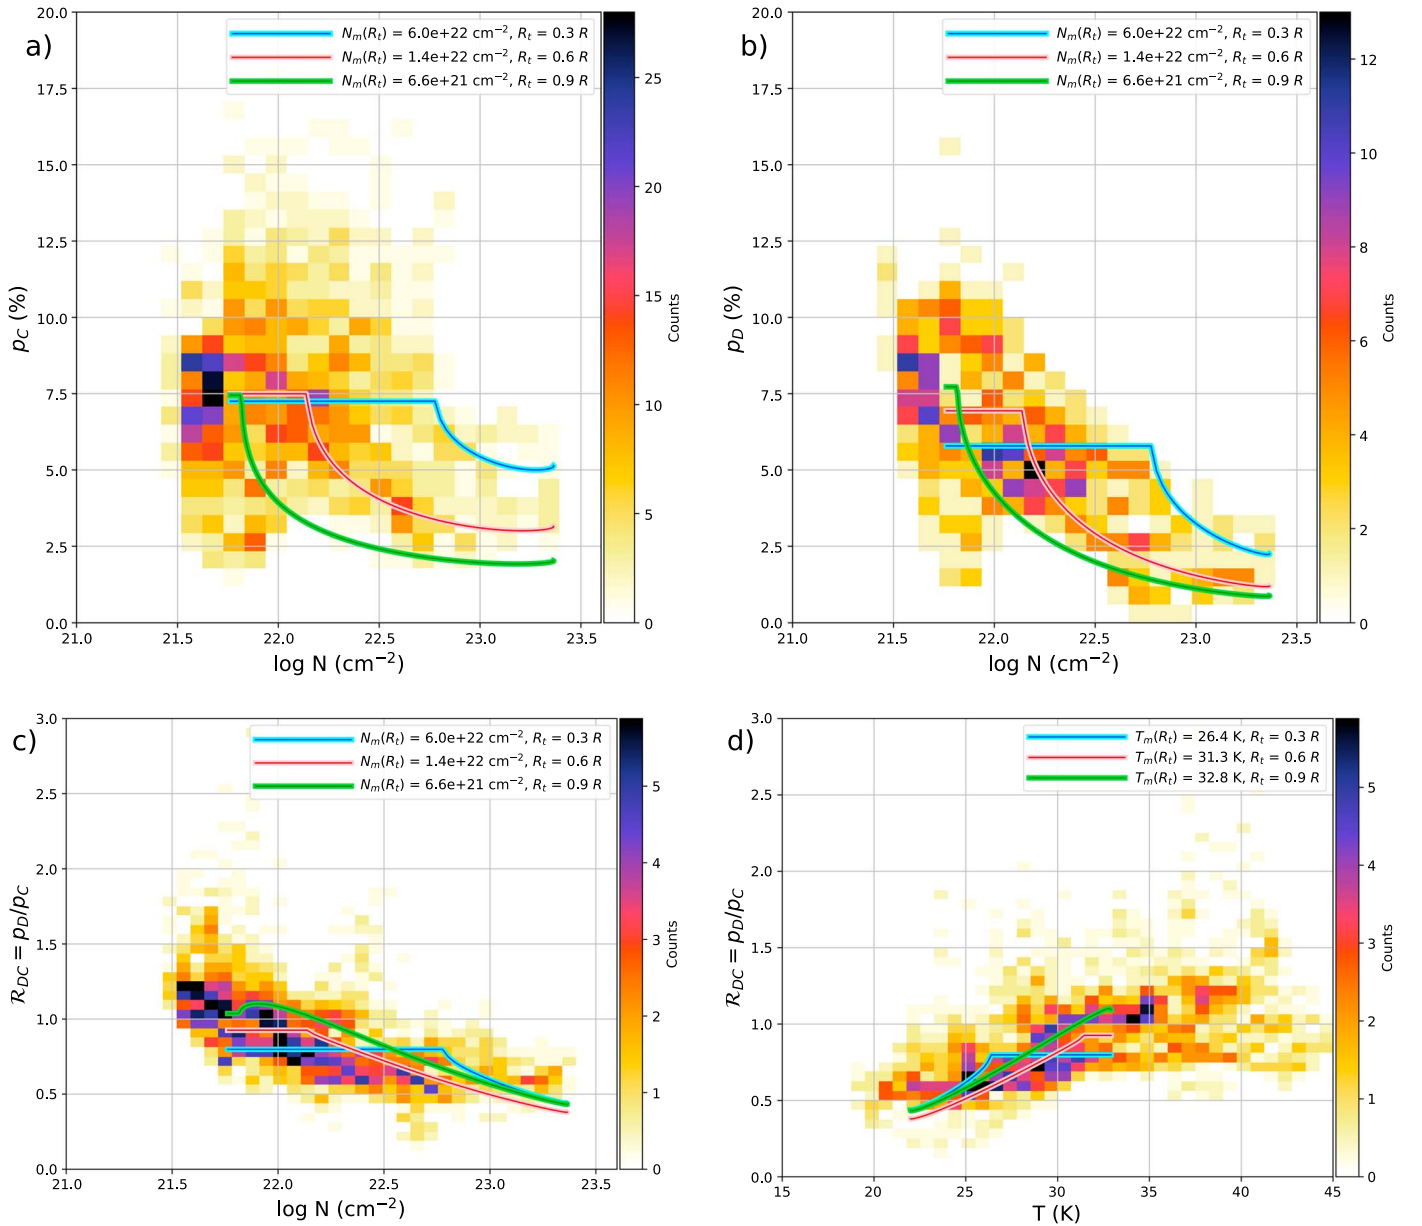 a)
N_m(R_t) = 6.0e+22 cm⁻², R_t = 0.3 R
N_m(R_t) = 1.4e+22 cm⁻², R_t = 0.6 R
N_m(R_t) = 6.6e+21 cm⁻², R_t = 0.9 R
20.0
17.5
15.0
12.5
10.0
7.5
5.0
2.5
0.0
p_C (%)
21.0 21.5 22.0 22.5 23.0 23.5
log N (cm⁻²)
25
20
15
10
5
0
Counts
b)
N_m(R_t) = 6.0e+22 cm⁻², R_t = 0.3 R
N_m(R_t) = 1.4e+22 cm⁻², R_t = 0.6 R
N_m(R_t) = 6.6e+21 cm⁻², R_t = 0.9 R
20.0
17.5
15.0
12.5
10.0
7.5
5.0
2.5
0.0
p_D (%)
21.0 21.5 22.0 22.5 23.0 23.5
log N (cm⁻²)
12
10
8
6
4
2
0
Counts
c)
N_m(R_t) = 6.0e+22 cm⁻², R_t = 0.3 R
N_m(R_t) = 1.4e+22 cm⁻², R_t = 0.6 R
N_m(R_t) = 6.6e+21 cm⁻², R_t = 0.9 R
3.0
2.5
2.0
1.5
1.0
0.5
0.0
ℛ_DC = p_D/p_C
21.0 21.5 22.0 22.5 23.0 23.5
log N (cm⁻²)
5
4
3
2
1
0
Counts
d)
T_m(R_t) = 26.4 K, R_t = 0.3 R
T_m(R_t) = 31.3 K, R_t = 0.6 R
T_m(R_t) = 32.8 K, R_t = 0.9 R
3.0
2.5
2.0
1.5
1.0
0.5
0.0
ℛ_DC = p_D/p_C
15 20 25 30 35 40 45
T (K)
5
4
3
2
1
0
Counts